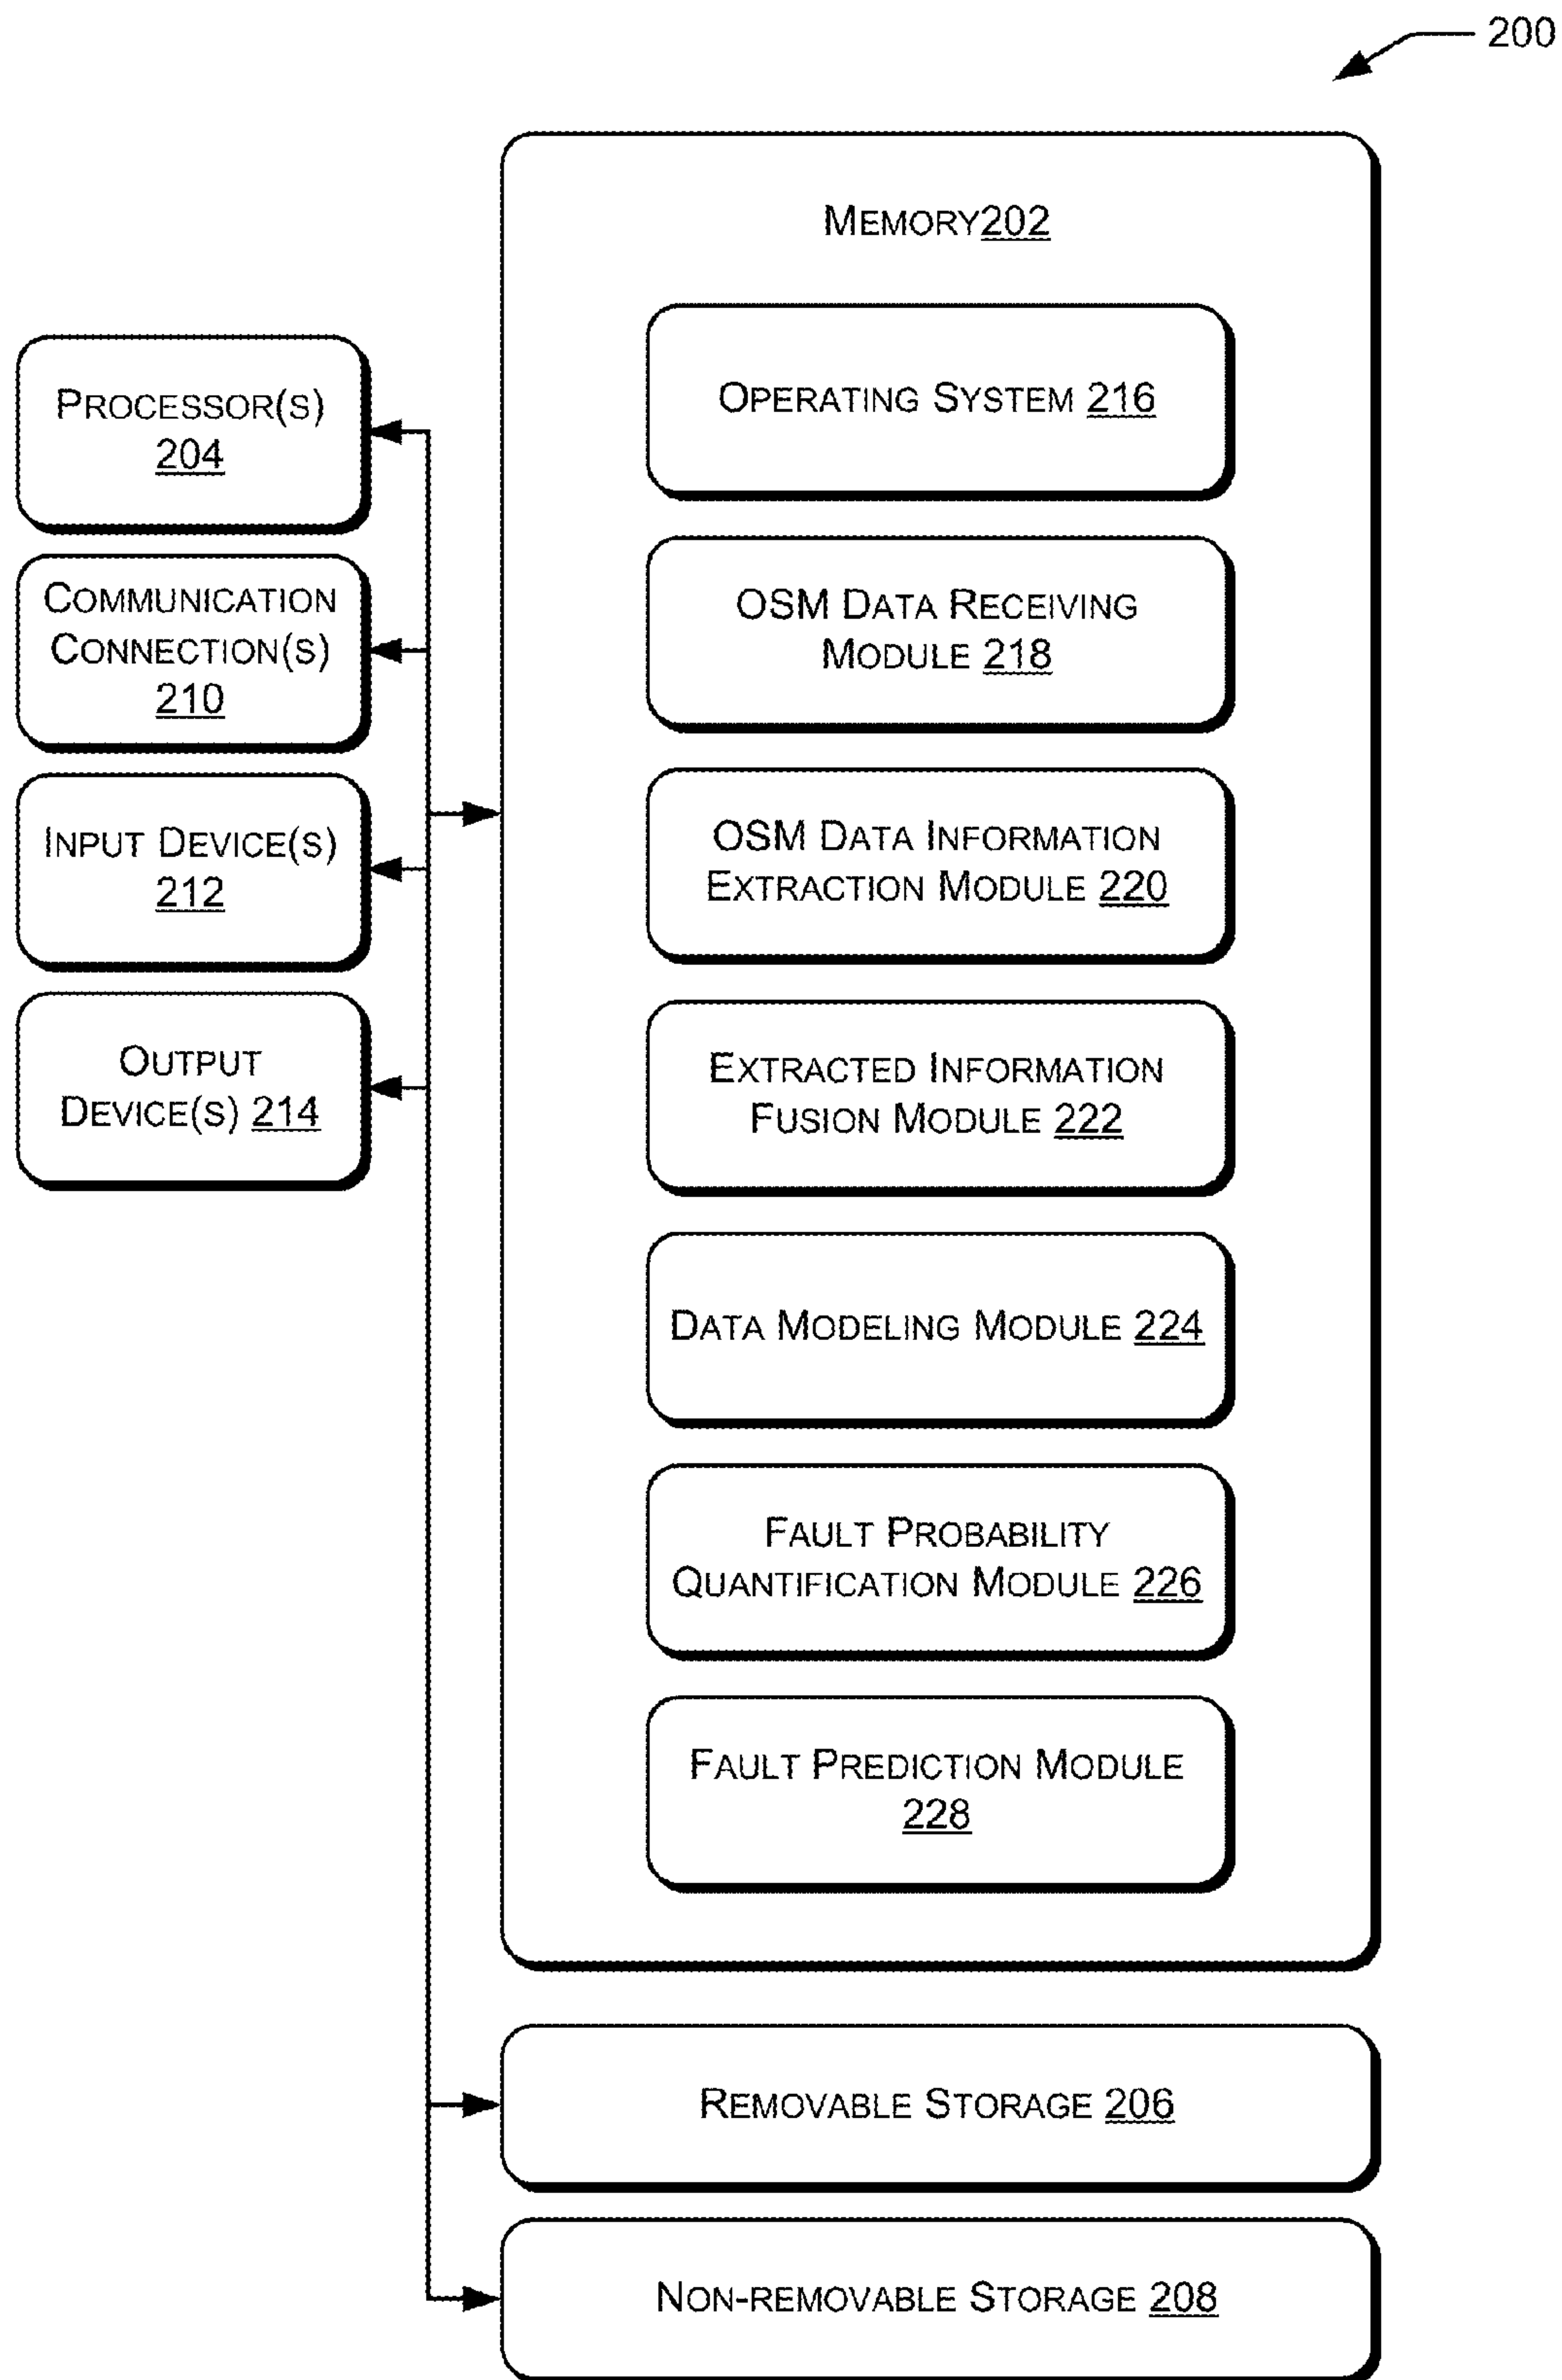 200
MEMORY202
OPERATING SYSTEM 216
OSM DATA RECEIVING
MODULE 218
OSM DATA INFORMATION
EXTRACTION MODULE 220
EXTRACTED INFORMATION
FUSION MODULE 222
DATA MODELING MODULE 224
FAULT PROBABILITY
QUANTIFICATION MODULE 226
FAULT PREDICTION MODULE
228
PROCESSOR(S)
204
COMMUNICATION
CONNECTION(S)
210
INPUT DEVICE(S)
212
OUTPUT
DEVICE(S) 214
REMOVABLE STORAGE 206
NON-REMOVABLE STORAGE 208